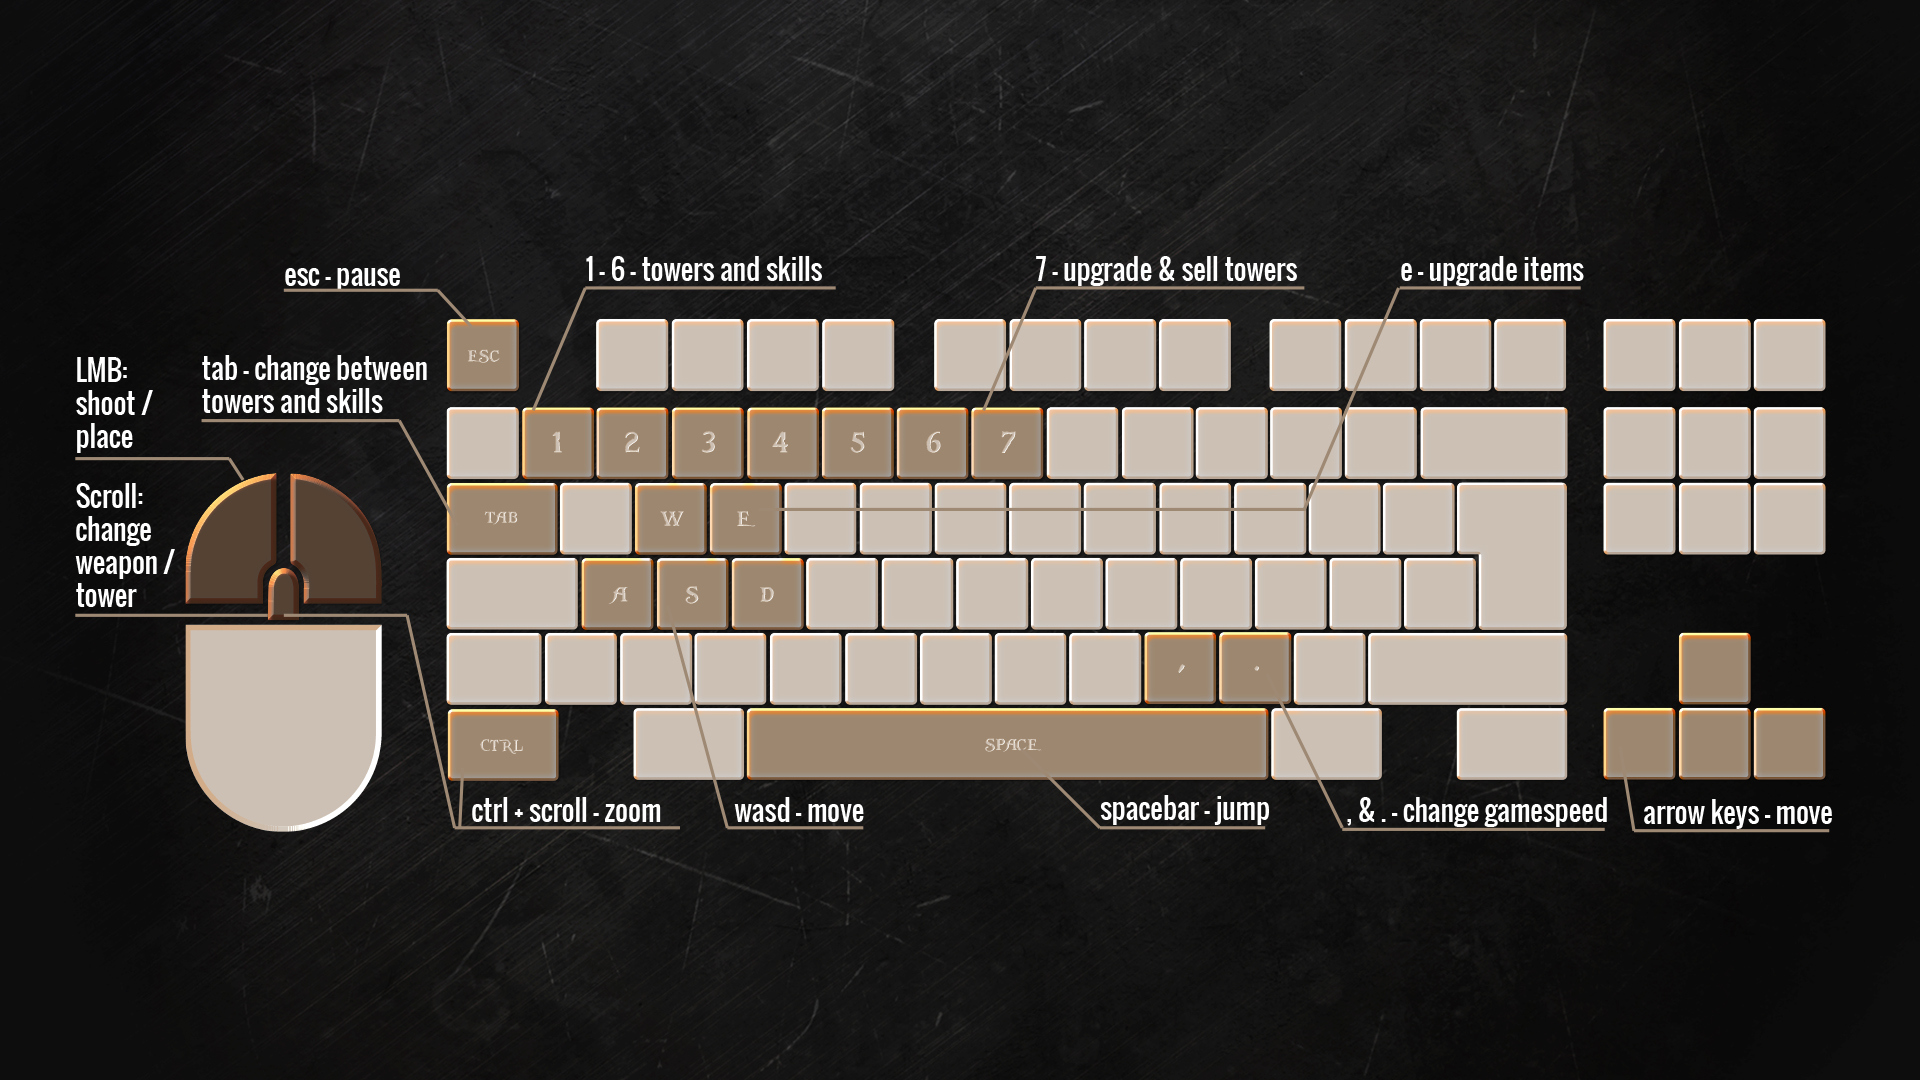 esc - pause
1 - 6 - towers and skills
7 - upgrade & sell towers
e - upgrade items
LMB:
shoot /
place
tab - change between
towers and skills
Scroll:
change
weapon /
tower
ESC
1 2 3 4 5 6 7
TAB W E
A S D
, .
CTRL SPACE
ctrl + scroll - zoom
wasd - move
spacebar - jump
, & . - change gamespeed
arrow keys - move